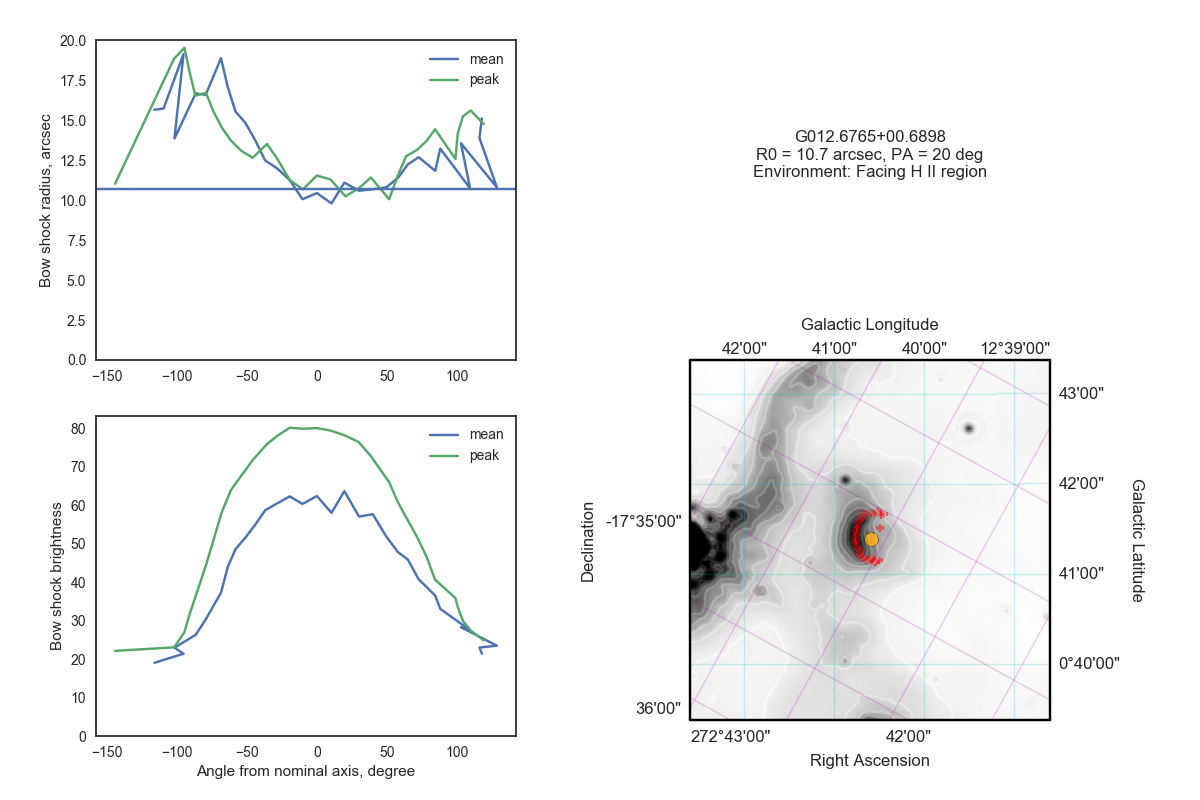 20.0
17.5
15.0
12.5
10.0
7.5
5.0
2.5
0.0
Bow shock radius, arcsec
mean
peak
−150 −100 −50 0 50 100
80
70
60
50
40
30
20
10
0
Bow shock brightness
mean
peak
−150 −100 −50 0 50 100
Angle from nominal axis, degree
G012.6765+00.6898
R0 = 10.7 arcsec, PA = 20 deg
Environment: Facing H II region
Galactic Longitude
42'00" 41'00" 40'00" 12°39'00"
43'00"
42'00"
41'00"
0°40'00"
Galactic Latitude
-17°35'00"
36'00"
Declination
272°43'00" 42'00"
Right Ascension